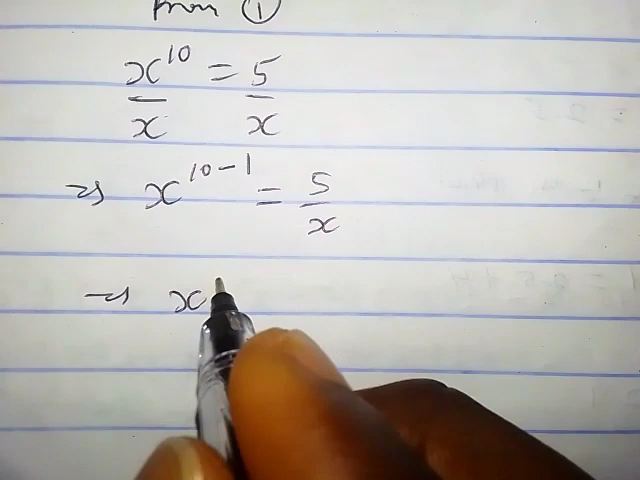 From ①
x^10/x = 5/x
⇒ x^(10-1) = 5/x
⇒ x